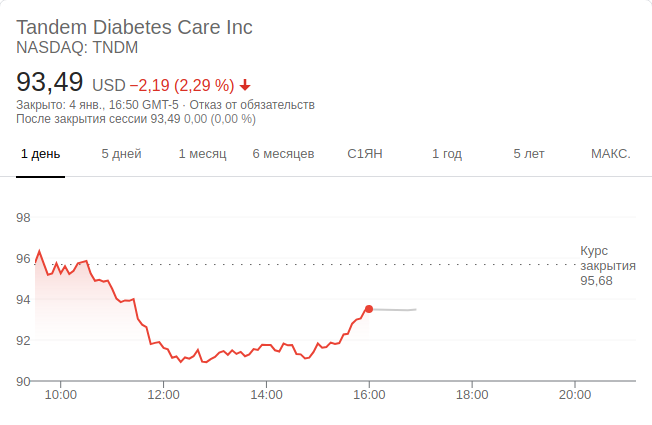 Tandem Diabetes Care Inc
NASDAQ: TNDM
93,49 USD −2,19 (2,29 %)
Закрыто: 4 янв., 16:50 GMT-5 · Отказ от обязательств
После закрытия сессии 93,49 0,00 (0,00 %)
1 день 5 дней 1 месяц 6 месяцев С1ЯН 1 год 5 лет МАКС.
98
96
94
92
90
Курс
закрытия
95,68
10:00 12:00 14:00 16:00 18:00 20:00